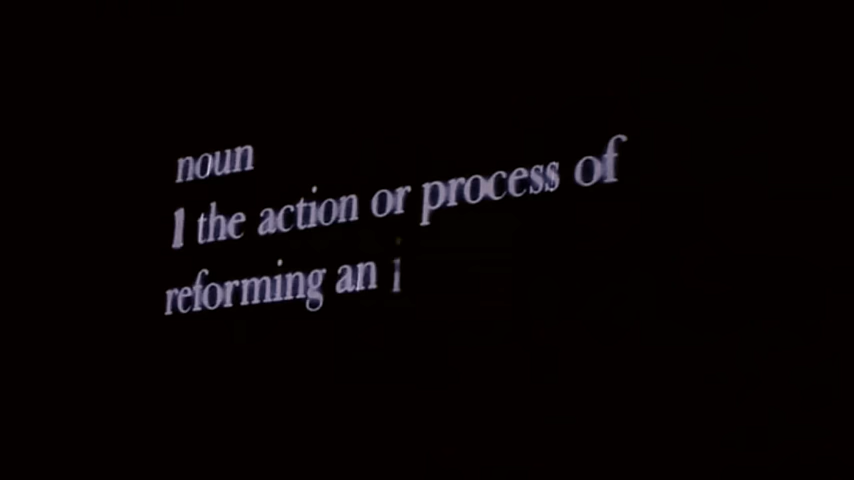 noun
1 the action or process of
reforming an i